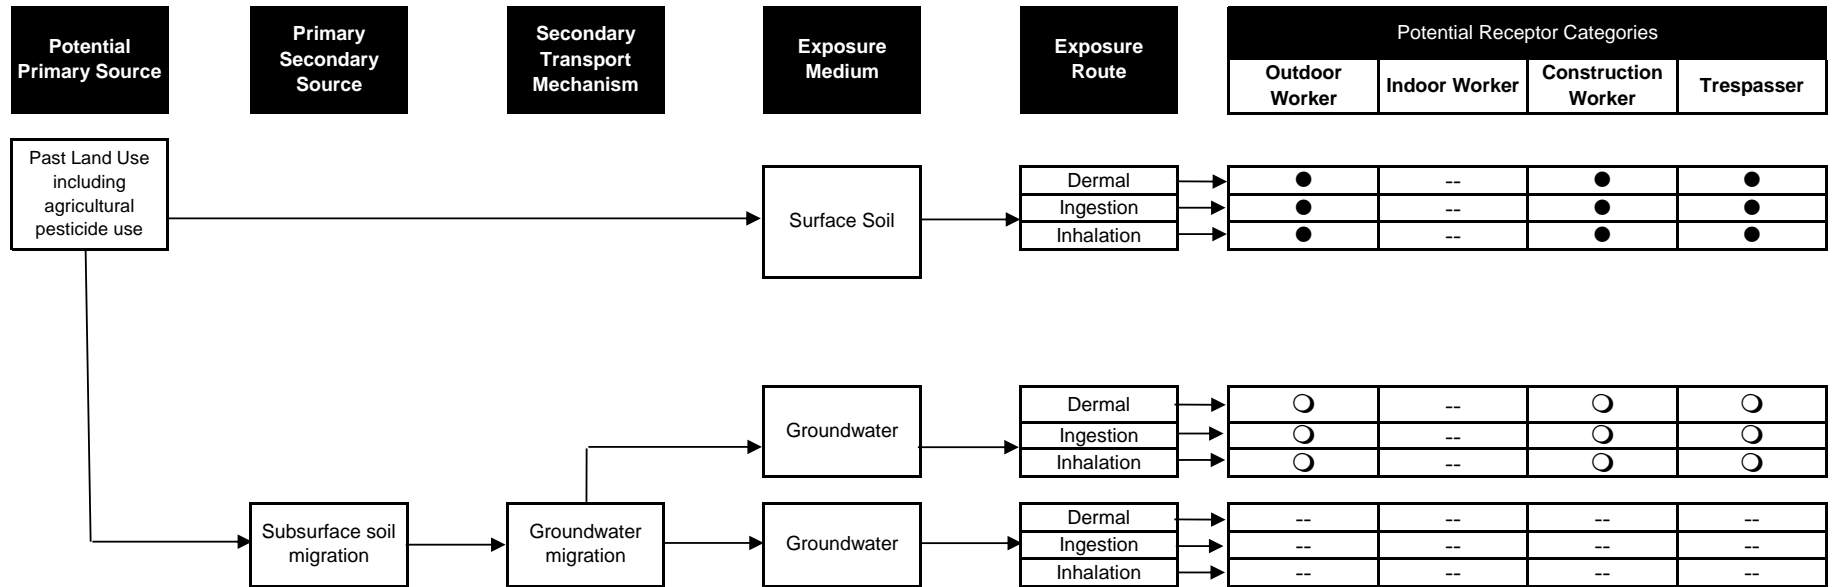 Potential
Primary Source
Primary
Secondary
Source
Secondary
Transport
Mechanism
Exposure
Medium
Exposure
Route
Potential Receptor Categories
Outdoor
Worker
Indoor Worker
Construction
Worker
Trespasser
Past Land Use
including
agricultural
pesticide use
Surface Soil
Dermal ● -- ● ●
Ingestion ● -- ● ●
Inhalation ● -- ● ●
Groundwater
Dermal ❍ -- ❍ ❍
Ingestion ❍ -- ❍ ❍
Inhalation ❍ -- ❍ ❍
Subsurface soil
migration
Groundwater
migration
Groundwater
Dermal -- -- -- --
Ingestion -- -- -- --
Inhalation -- -- -- --